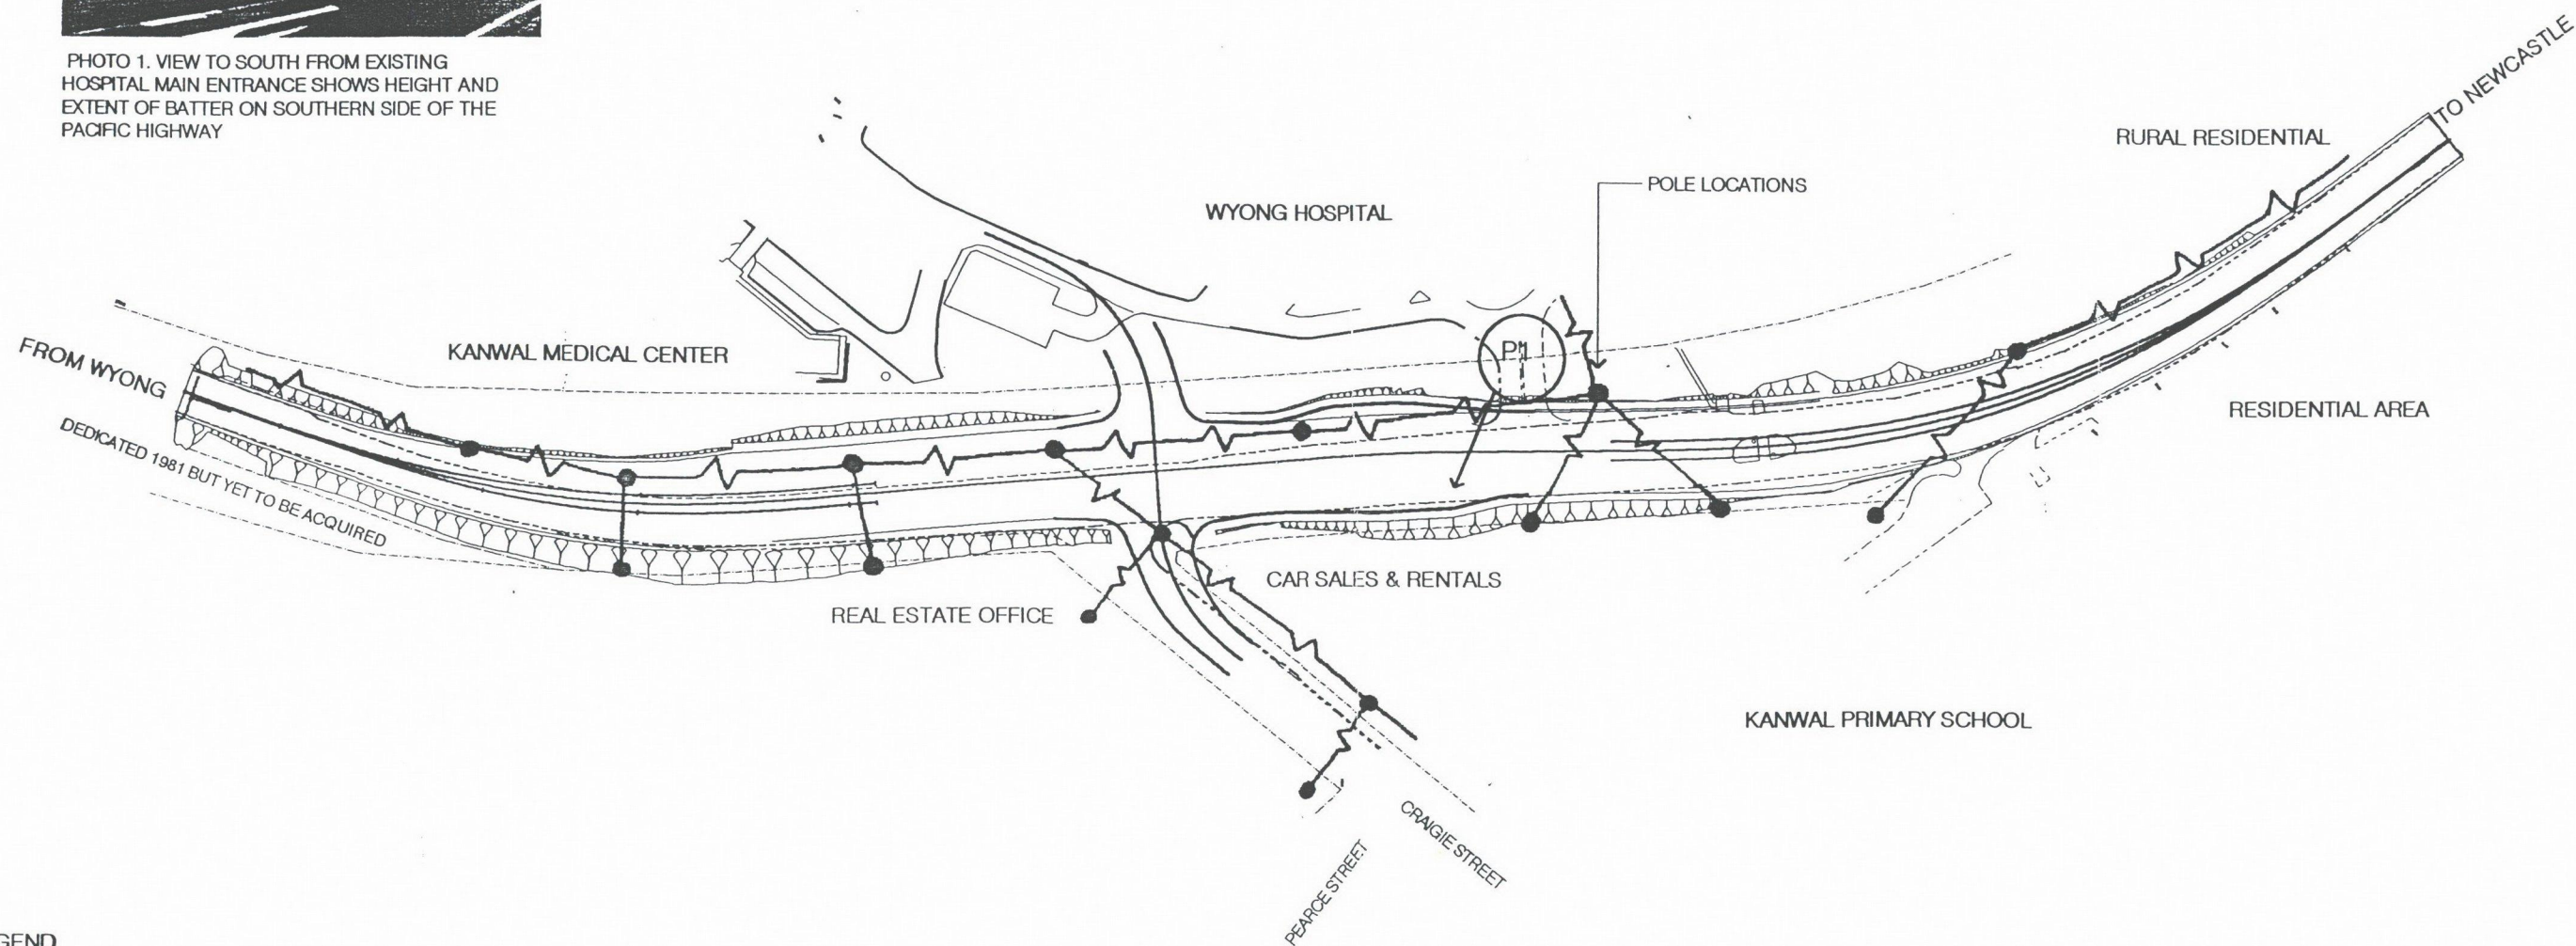 PHOTO 1. VIEW TO SOUTH FROM EXISTING
HOSPITAL MAIN ENTRANCE SHOWS HEIGHT AND
EXTENT OF BATTER ON SOUTHERN SIDE OF THE
PACIFIC HIGHWAY
TO NEWCASTLE
RURAL RESIDENTIAL
POLE LOCATIONS
WYONG HOSPITAL
KANWAL MEDICAL CENTER
P1
FROM WYONG
RESIDENTIAL AREA
DEDICATED 1981 BUT YET TO BE ACQUIRED
CAR SALES & RENTALS
REAL ESTATE OFFICE
KANWAL PRIMARY SCHOOL
CRAIGIE STREET
PEARCE STREET
GEND